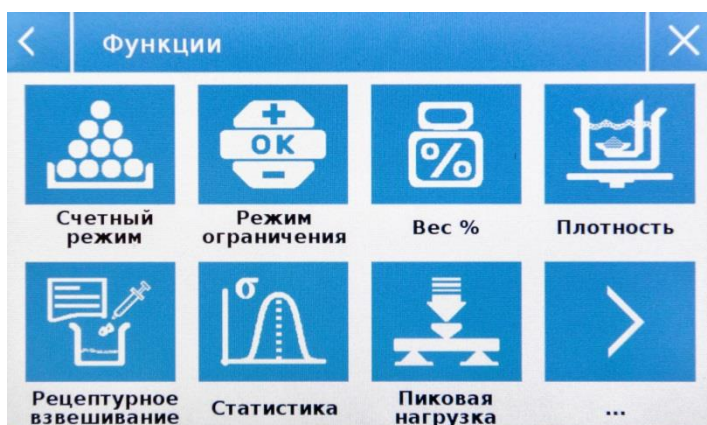 Функции
Счетный
режим
+
OK
−
Режим
ограничения
%
Вес %
Плотность
Рецептурное
взвешивание
σ
Статистика
Пиковая
нагрузка
...